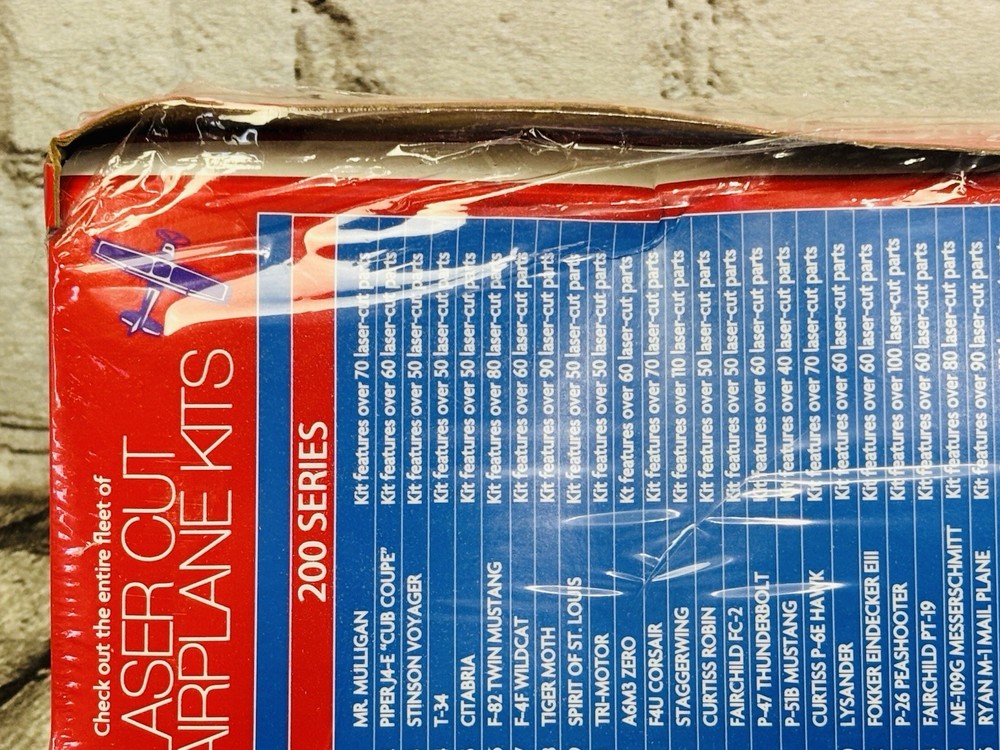 Check out the entire fleet of
LASER CUT
AIRPLANE KITS
200 SERIES
MR. MULLIGAN Kit features over 70 laser-cut parts
PIPER J4-E "CUB COUPE" Kit features over 60 laser-cut parts
STINSON VOYAGER Kit features over 50 laser-cut parts
T-34 Kit features over 50 laser-cut parts
CITABRIA Kit features over 50 laser-cut parts
F-82 TWIN MUSTANG Kit features over 80 laser-cut parts
F-4F WILDCAT Kit features over 60 laser-cut parts
TIGER MOTH Kit features over 90 laser-cut parts
SPIRIT OF ST. LOUIS Kit features over 50 laser-cut parts
TRI-MOTOR Kit features over 50 laser-cut parts
A6M3 ZERO Kit features over 60 laser-cut parts
F4U CORSAIR Kit features over 70 laser-cut parts
STAGGERWING Kit features over 110 laser-cut parts
CURTISS ROBIN Kit features over 50 laser-cut parts
FAIRCHILD FC-2 Kit features over 50 laser-cut parts
P-47 THUNDERBOLT Kit features over 60 laser-cut parts
P-51B MUSTANG Kit features over 40 laser-cut parts
CURTISS P-6E HAWK Kit features over 70 laser-cut parts
LYSANDER Kit features over 60 laser-cut parts
FOKKER EINDECKER EIII Kit features over 60 laser-cut parts
P-26 PEASHOOTER Kit features over 100 laser-cut parts
FAIRCHILD PT-19 Kit features over 60 laser-cut parts
ME-109G MESSERSCHMITT Kit features over 80 laser-cut parts
RYAN M-1 MAIL PLANE Kit features over 90 laser-cut parts